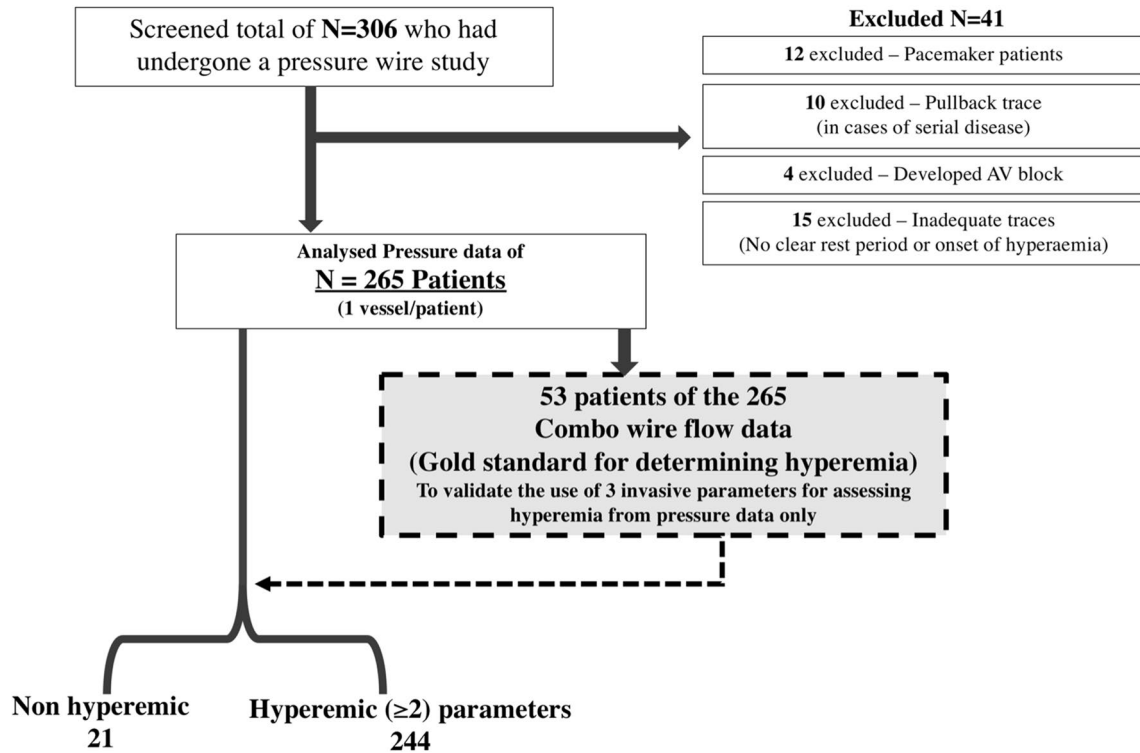 Screened total of N=306 who had
undergone a pressure wire study
Excluded N=41
12 excluded – Pacemaker patients
10 excluded – Pullback trace
(in cases of serial disease)
4 excluded – Developed AV block
15 excluded – Inadequate traces
(No clear rest period or onset of hyperaemia)
Analysed Pressure data of
N = 265 Patients
(1 vessel/patient)
53 patients of the 265
Combo wire flow data
(Gold standard for determining hyperemia)
To validate the use of 3 invasive parameters for assessing
hyperemia from pressure data only
Non hyperemic
21
Hyperemic (≥2) parameters
244